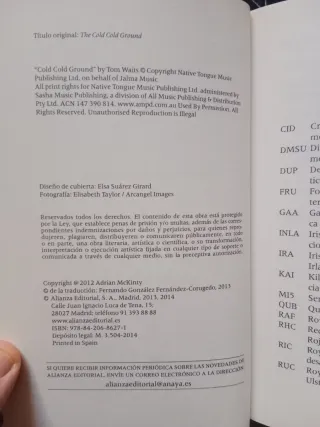 Título original: The Cold Cold Ground
"Cold Cold Ground" by Tom Waits © Copyright Native Tongue Music
Publishing Ltd. on behalf of Jalma Music
All print rights for Native Tongue Music Publishing Ltd. administered by
Sasha Music Publishing, a division of All Music Publishing & Distribution
Pty Ltd. ACN 147 390 814. www.ampd.com.au Used By Permission. All
Rights Reserved. Unauthorised Reproduction is Illegal
Diseño de cubierta: Elsa Suárez Girard
Fotografía: Elisabeth Taylor / Arcangel Images
Reservados todos los derechos. El contenido de esta obra está protegido
por la Ley, que establece penas de prisión y/o multas, además de las corres-
pondientes indemnizaciones por daños y perjuicios, para quienes repro-
dujeren, plagiaren, distribuyeren o comunicaren públicamente, en todo
o en parte, una obra literaria, artística o científica, o su transformación,
interpretación o ejecución artística fijada en cualquier tipo de soporte o
comunicada a través de cualquier medio, sin la preceptiva autorización.
Copyright © 2012 Adrian McKinty
© de la traducción: Fernando González Fernández-Corugedo, 2013
© Alianza Editorial, S. A., Madrid, 2013, 2014
Calle Juan Ignacio Luca de Tena, 15;
28027 Madrid; teléfono 91 393 88 88
www.alianzaeditorial.es
ISBN: 978-84-206-8627-1
Depósito legal: M. 1.504-2014
Printed in Spain
SI QUIERE RECIBIR INFORMACIÓN PERIÓDICA SOBRE LAS NOVEDADES DE
ALIANZA EDITORIAL, ENVÍE UN CORREO ELECTRÓNICO A LA DIRECCIÓN:
alianzaeditorial@anaya.es
CID
DMSU
DUP
FRU
GAA
INLA
IRA
KAI
MI5
QUB
RAF
RHC
RIC
RUC